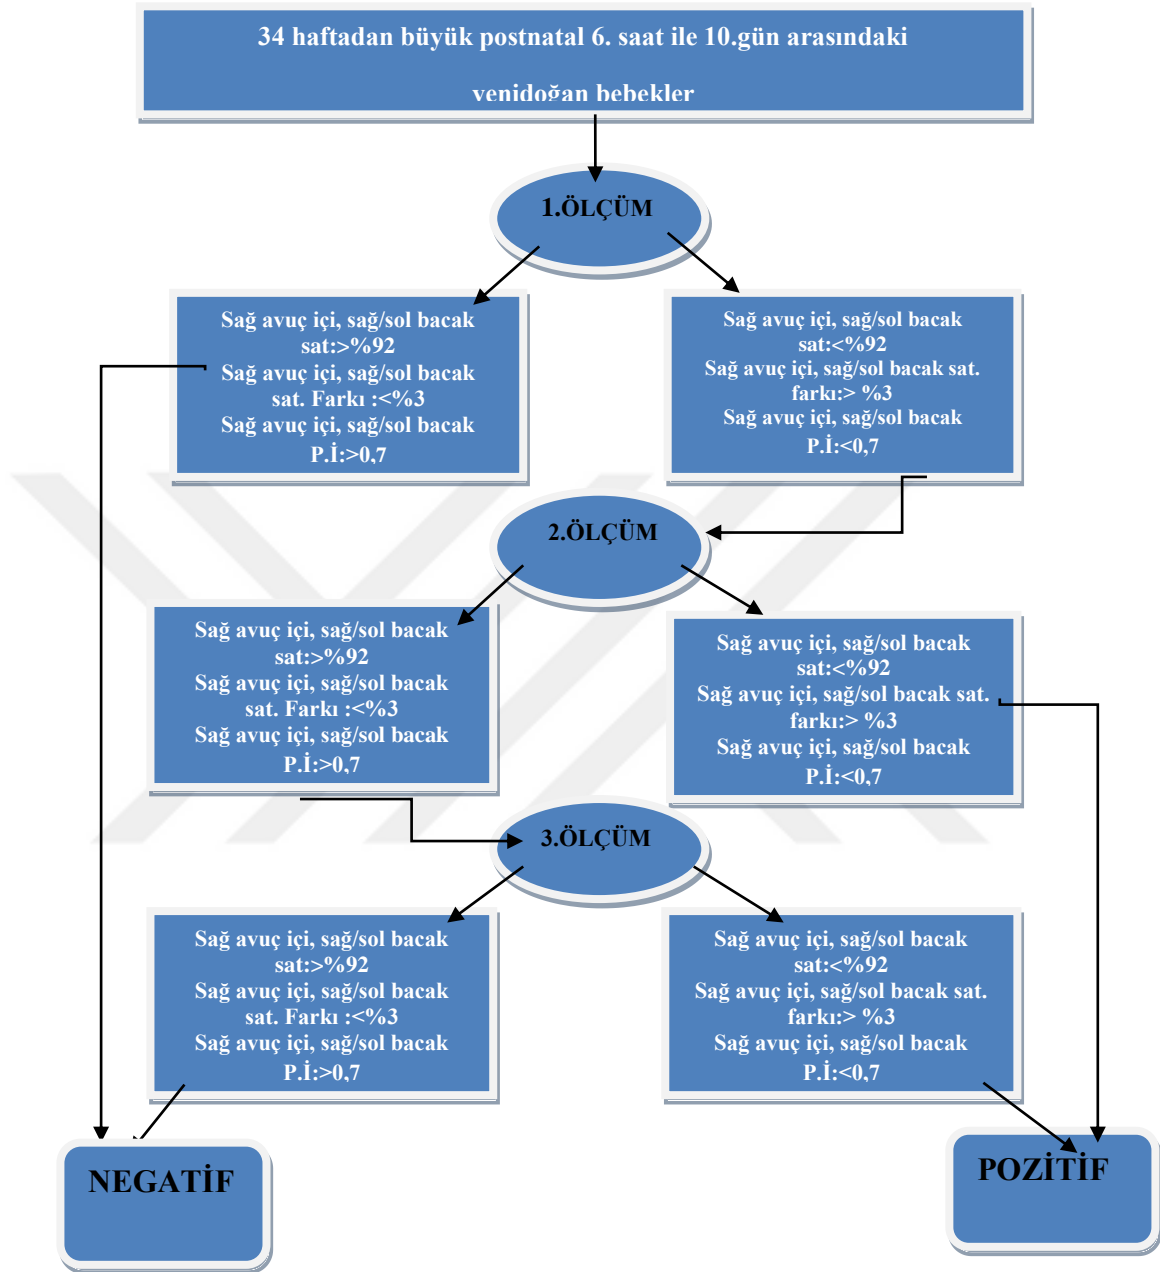 34 haftadan büyük postnatal 6. saat ile 10.gün arasındaki
yenidoğan bebekler
1.ÖLÇÜM
Sağ avuç içi, sağ/sol bacak
sat:>%92
Sağ avuç içi, sağ/sol bacak
sat. Farkı :<%3
Sağ avuç içi, sağ/sol bacak
P.İ:>0,7
Sağ avuç içi, sağ/sol bacak
sat:<%92
Sağ avuç içi, sağ/sol bacak sat.
farkı:> %3
Sağ avuç içi, sağ/sol bacak
P.İ:<0,7
2.ÖLÇÜM
Sağ avuç içi, sağ/sol bacak
sat:>%92
Sağ avuç içi, sağ/sol bacak
sat. Farkı :<%3
Sağ avuç içi, sağ/sol bacak
P.İ:>0,7
Sağ avuç içi, sağ/sol bacak
sat:<%92
Sağ avuç içi, sağ/sol bacak sat.
farkı:> %3
Sağ avuç içi, sağ/sol bacak
P.İ:<0,7
3.ÖLÇÜM
Sağ avuç içi, sağ/sol bacak
sat:>%92
Sağ avuç içi, sağ/sol bacak
sat. Farkı :<%3
Sağ avuç içi, sağ/sol bacak
P.İ:>0,7
Sağ avuç içi, sağ/sol bacak
sat:<%92
Sağ avuç içi, sağ/sol bacak sat.
farkı:> %3
Sağ avuç içi, sağ/sol bacak
P.İ:<0,7
NEGATİF
POZİTİF